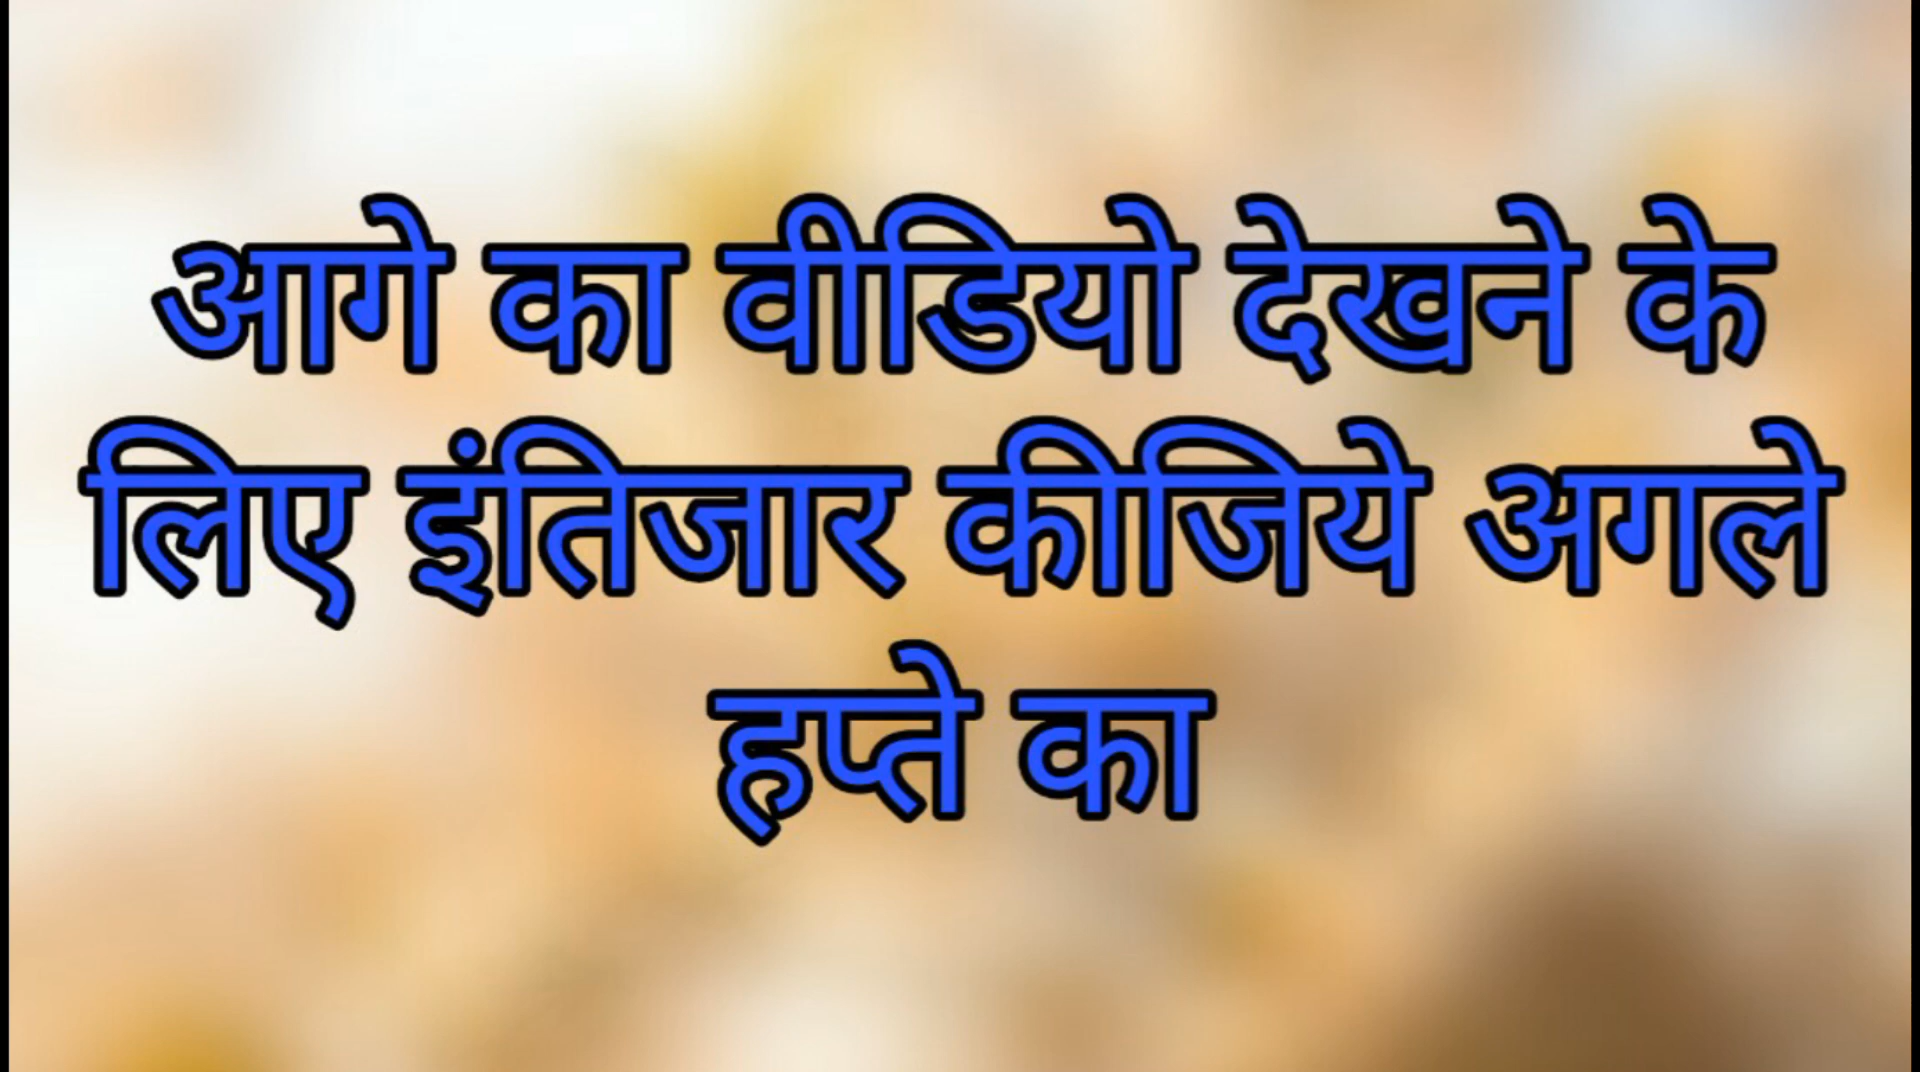 आगे का वीडियो देखने के
लिए इंतिजार कीजिये अगले
हप्ते का